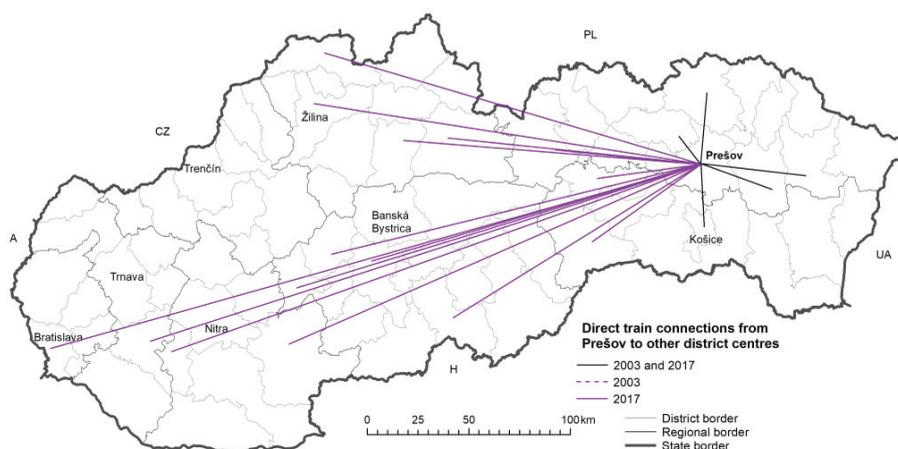 PL
CZ
Žilina
Prešov
Trenčín
Banská
Bystrica
A
Košice
UA
Trnava
Nitra
Bratislava
H
Direct train connections from
Prešov to other district centres
2003 and 2017
2003
2017
0 25 50 100 km
District border
Regional border
State border